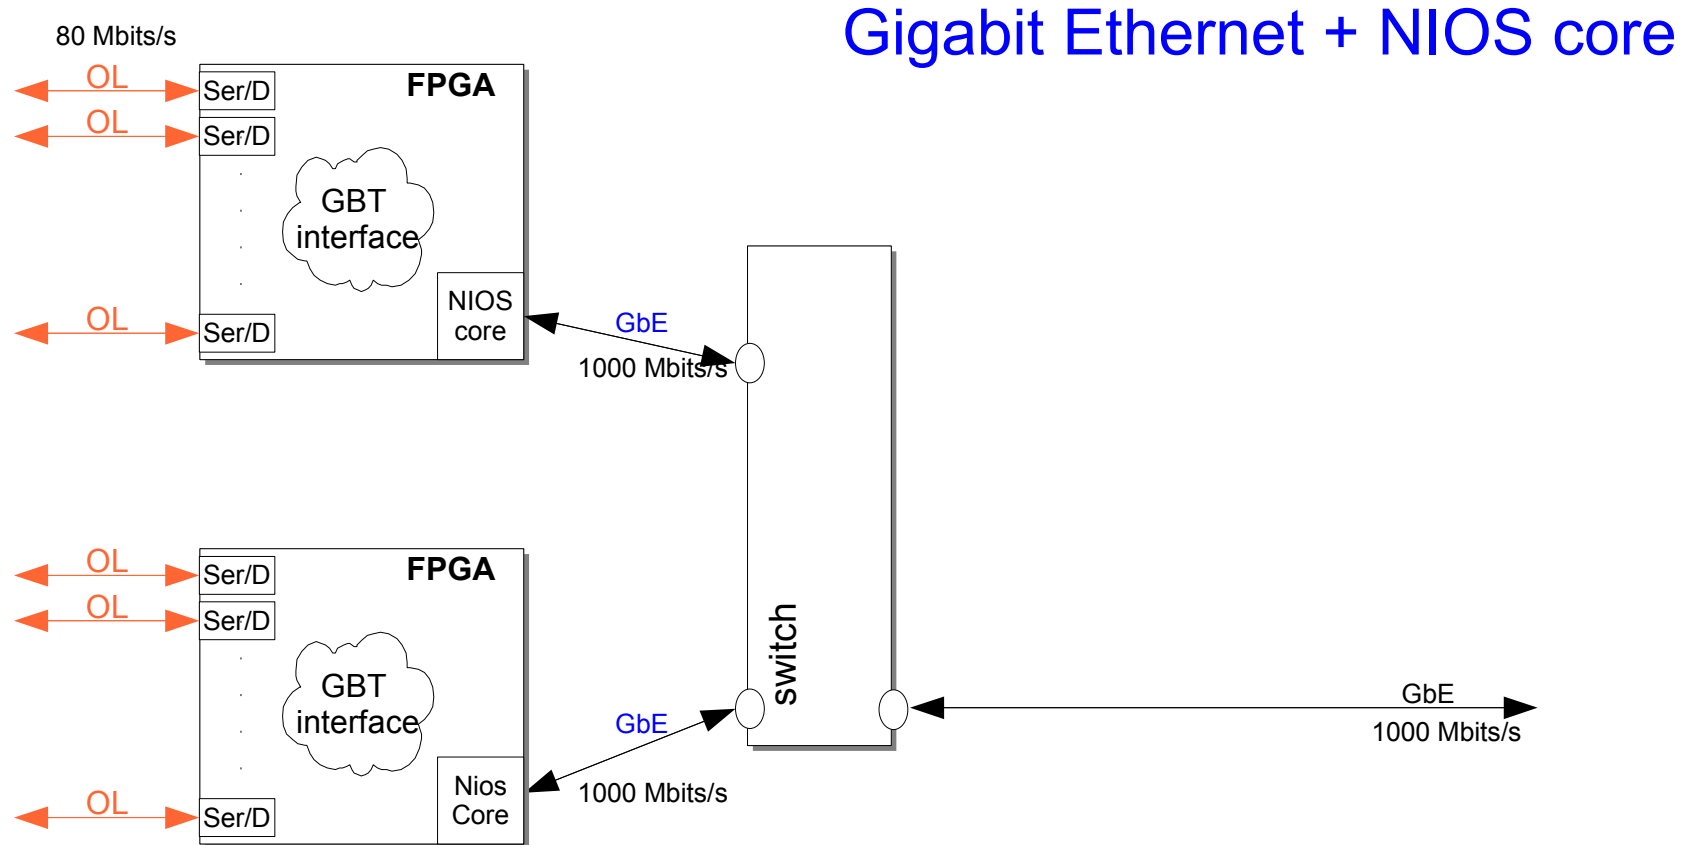 Gigabit Ethernet + NIOS core
80 Mbits/s
OL
Ser/D
FPGA
OL
Ser/D
GBT
interface
NIOS
core
OL
Ser/D
GbE
1000 Mbits/s
switch
OL
Ser/D
FPGA
OL
Ser/D
GBT
interface
Nios
Core
OL
Ser/D
GbE
1000 Mbits/s
GbE
1000 Mbits/s